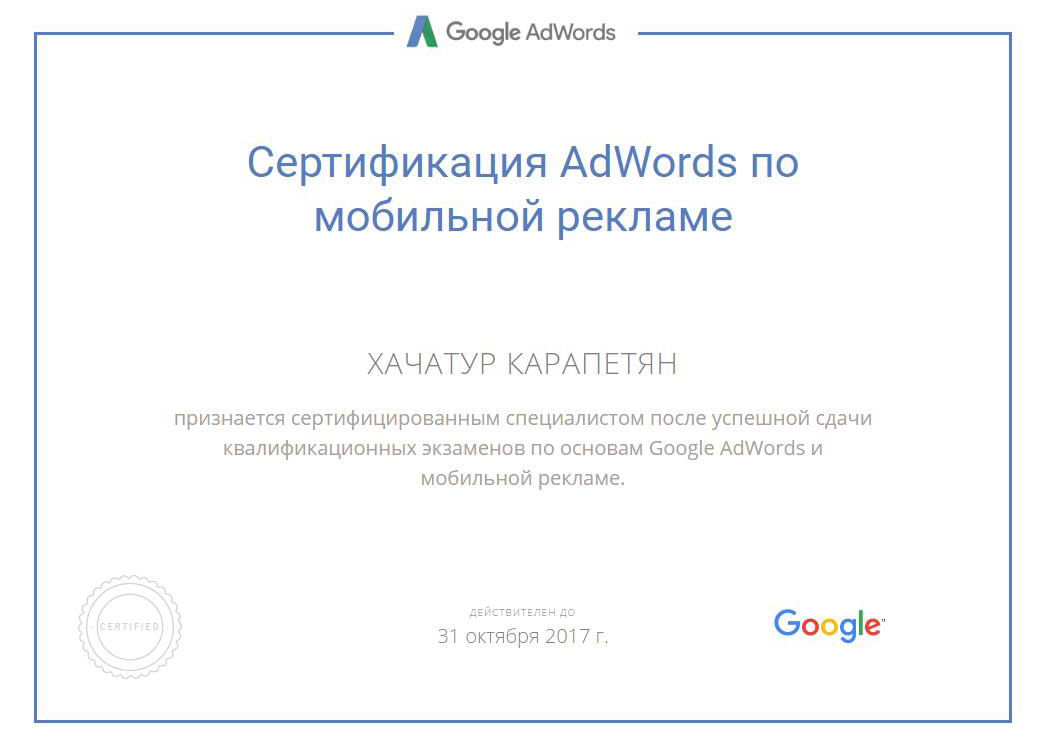 Google AdWords
Сертификация AdWords по
мобильной рекламе
ХАЧАТУР КАРАПЕТЯН
признается сертифицированным специалистом после успешной сдачи
квалификационных экзаменов по основам Google AdWords и
мобильной рекламе.
CERTIFIED
ДЕЙСТВИТЕЛЕН ДО
31 октября 2017 г.
Google™